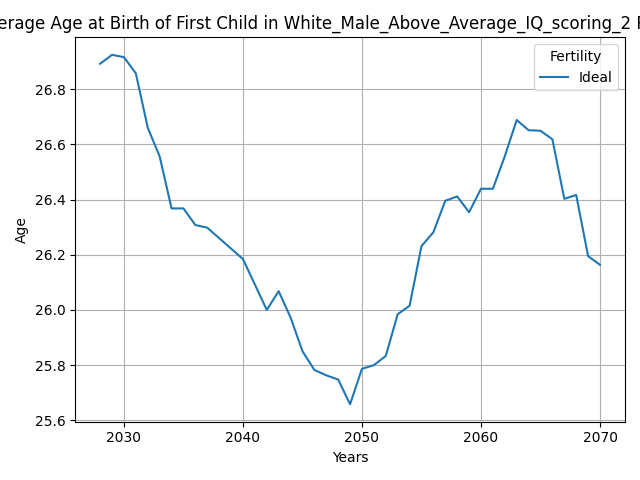 Age at Birth of First Child in White_Male_Above_Average_IQ_scoring_2
Fertility
Ideal
26.8
26.6
26.4
26.2
26.0
25.8
25.6
Age
2030 2040 2050 2060 2070
Years